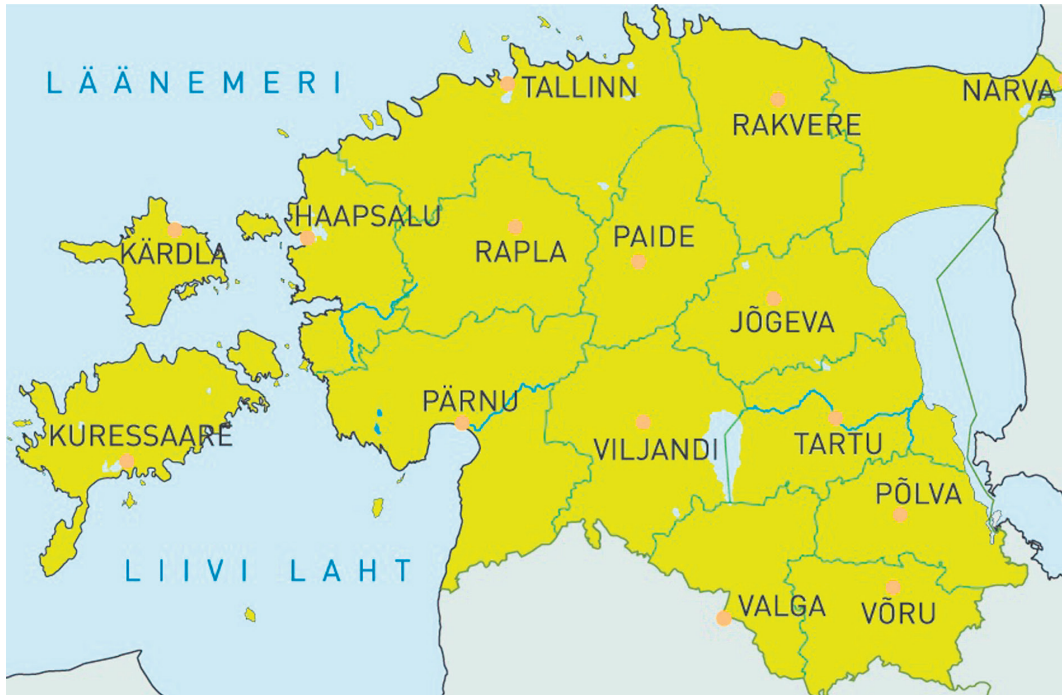 LÄÄNEMERI
TALLINN
NARVA
RAKVERE
HAAPSALU
KÄRDLA
RAPLA
PAIDE
JÕGEVA
PÄRNU
KURESSAARE
VILJANDI
TARTU
PÕLVA
LIIVI LAHT
VALGA
VÕRU